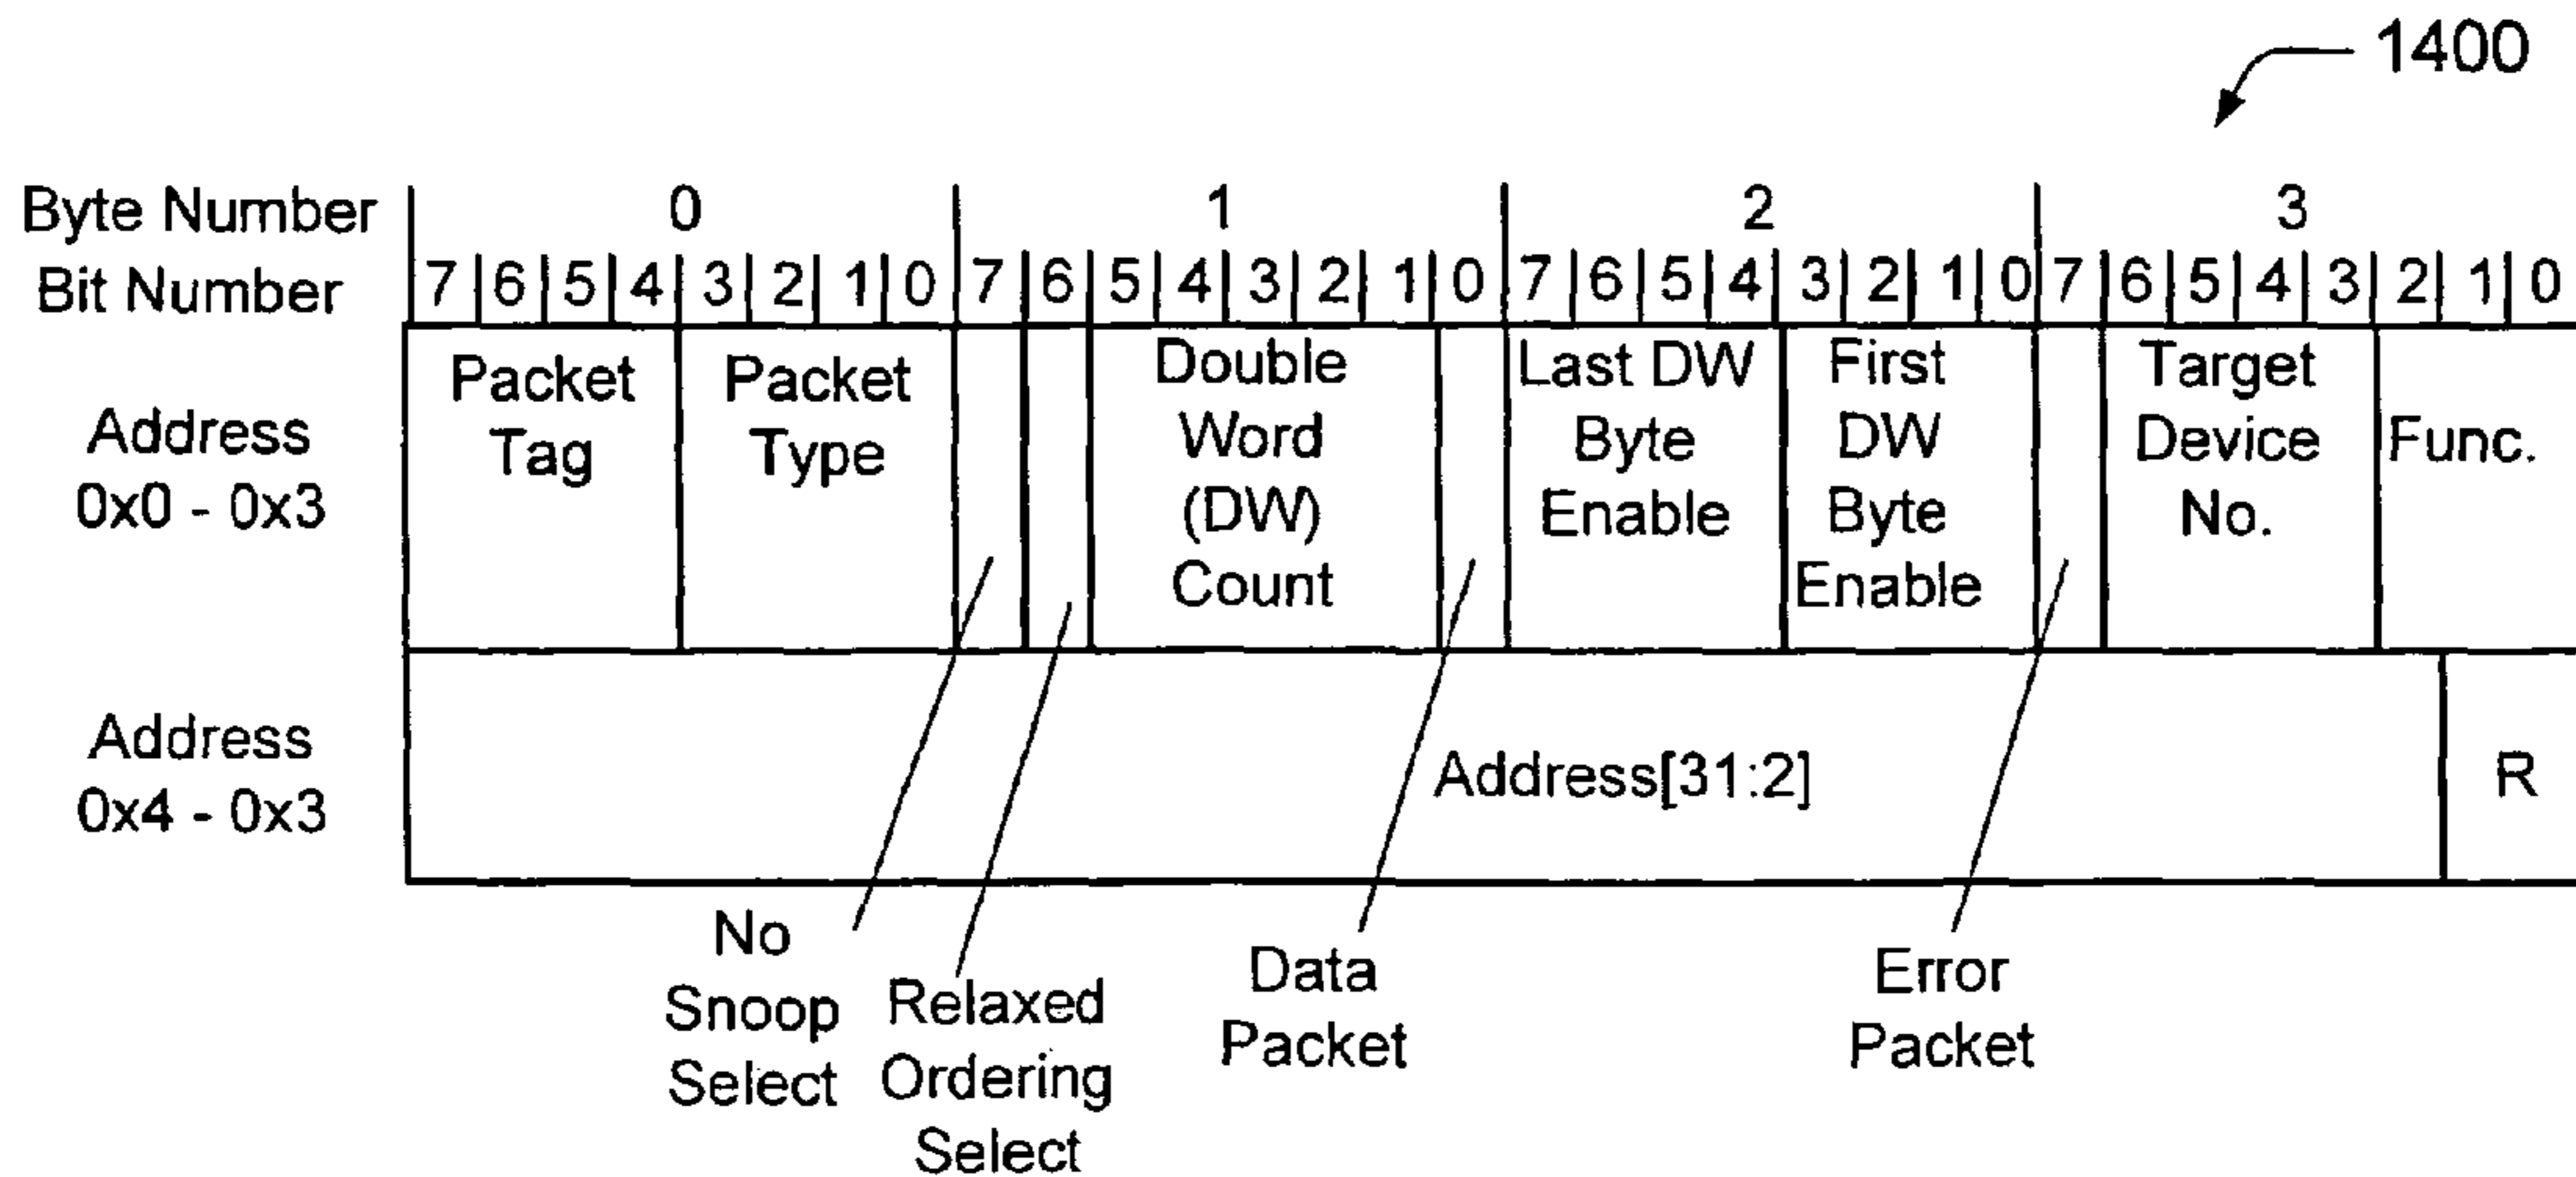 1400
Byte Number 0 1 2 3
Bit Number 7 6 5 4 3 2 1 0 7 6 5 4 3 2 1 0 7 6 5 4 3 2 1 0 7 6 5 4 3 2 1 0
Address
0x0 - 0x3
Packet
Tag
Packet
Type
Double
Word
(DW)
Count
Last DW
Byte
Enable
First
DW
Byte
Enable
Target
Device
No.
Func.
Address
0x4 - 0x3
Address[31:2]
R
No
Snoop
Select
Relaxed
Ordering
Select
Data
Packet
Error
Packet